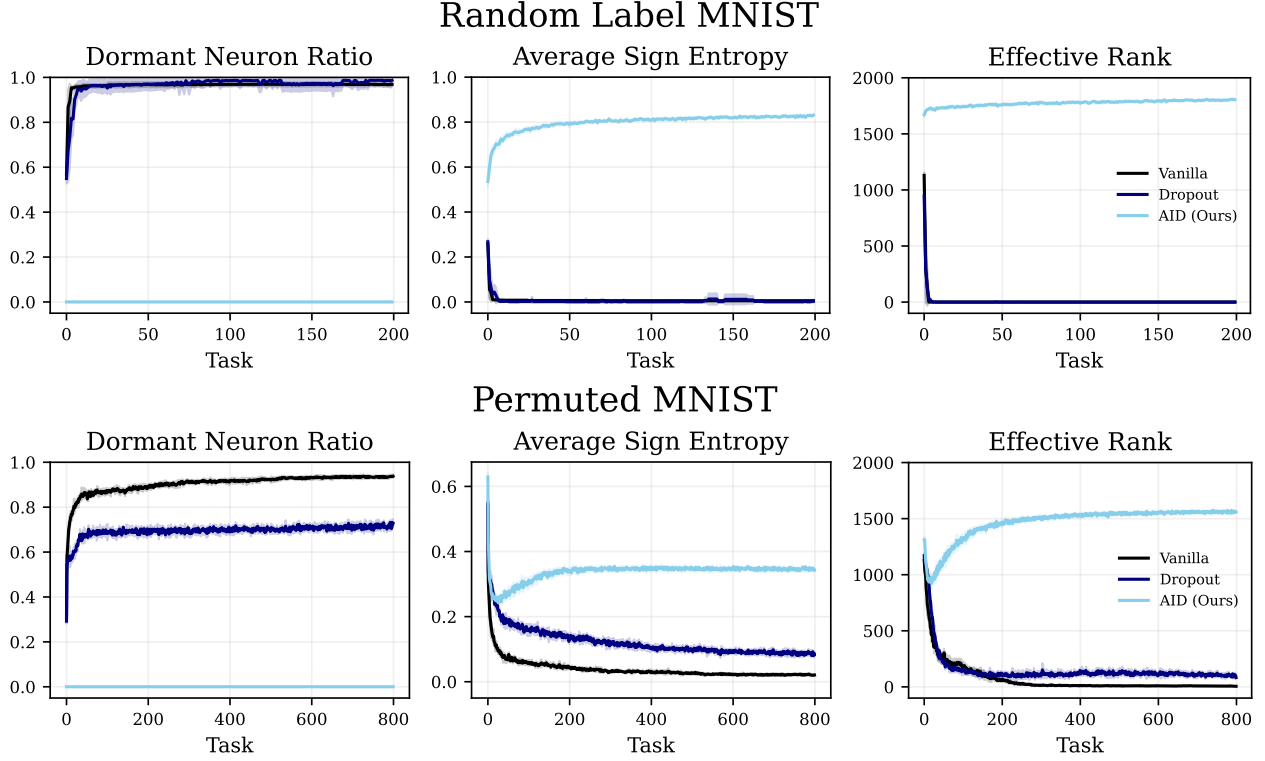 Random Label MNIST
Dormant Neuron Ratio
1.0
0.8
0.6
0.4
0.2
0.0
0 50 100 150 200
Task
Average Sign Entropy
1.0
0.8
0.6
0.4
0.2
0.0
0 50 100 150 200
Task
Effective Rank
2000
1500
1000
500
0
Vanilla
Dropout
AID (Ours)
0 50 100 150 200
Task
Permuted MNIST
Dormant Neuron Ratio
1.0
0.8
0.6
0.4
0.2
0.0
0 200 400 600 800
Task
Average Sign Entropy
0.6
0.4
0.2
0.0
0 200 400 600 800
Task
Effective Rank
2000
1500
1000
500
0
Vanilla
Dropout
AID (Ours)
0 200 400 600 800
Task